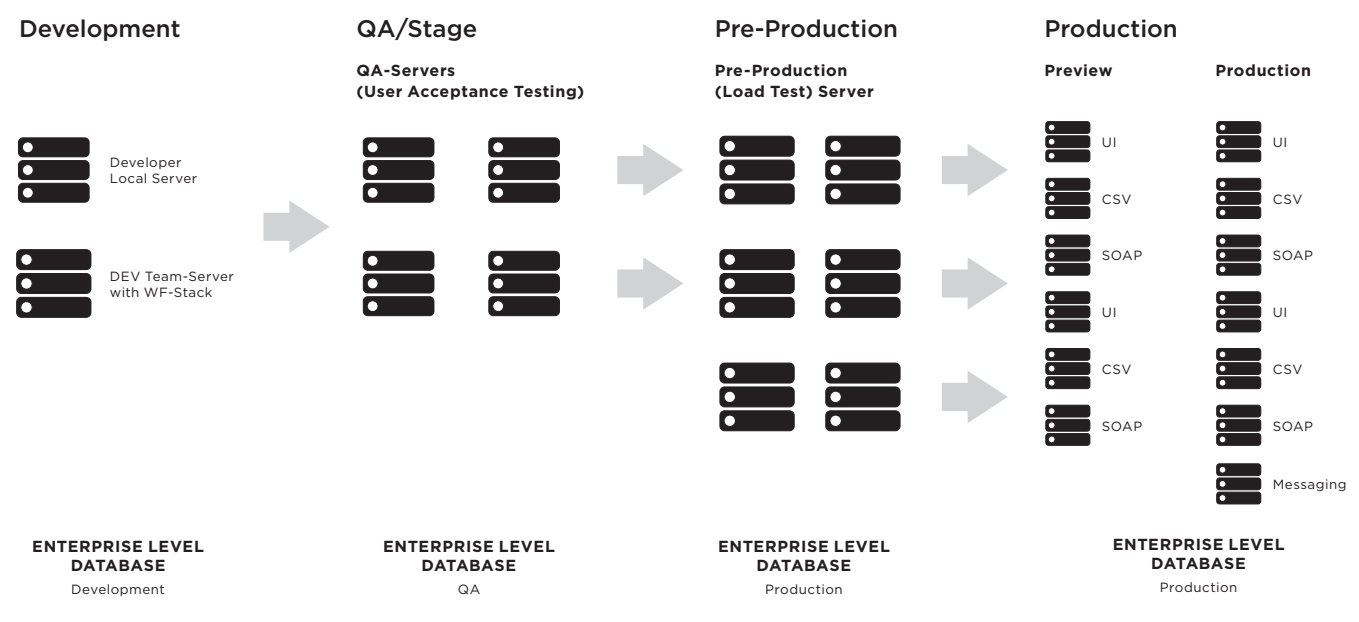 Development
QA/Stage
Pre-Production
Production
QA-Servers
(User Acceptance Testing)
Pre-Production
(Load Test) Server
Preview
Production
Developer
Local Server
DEV Team-Server
with WF-Stack
UI
CSV
SOAP
UI
CSV
SOAP
UI
CSV
SOAP
UI
CSV
SOAP
Messaging
ENTERPRISE LEVEL
DATABASE
Development
ENTERPRISE LEVEL
DATABASE
QA
ENTERPRISE LEVEL
DATABASE
Production
ENTERPRISE LEVEL
DATABASE
Production